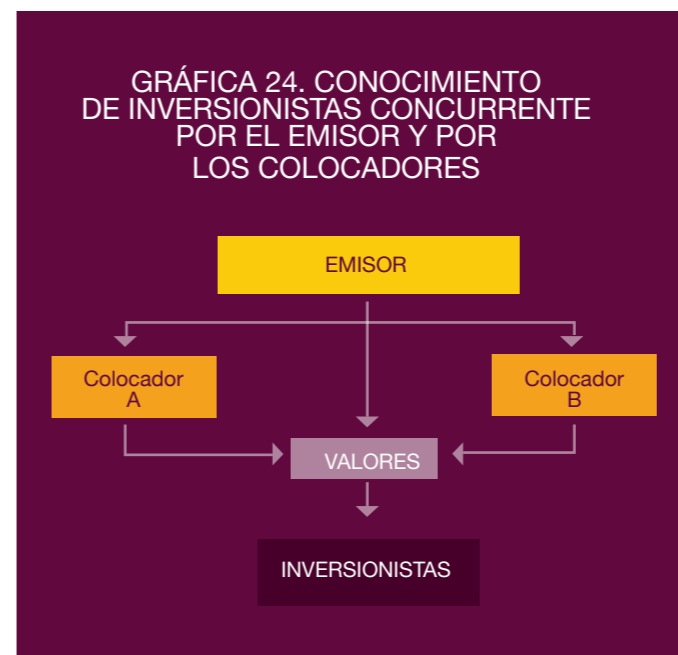 GRÁFICA 24. CONOCIMIENTO
DE INVERSIONISTAS CONCURRENTE
POR EL EMISOR Y POR
LOS COLOCADORES
EMISOR
Colocador
A
Colocador
B
VALORES
INVERSIONISTAS